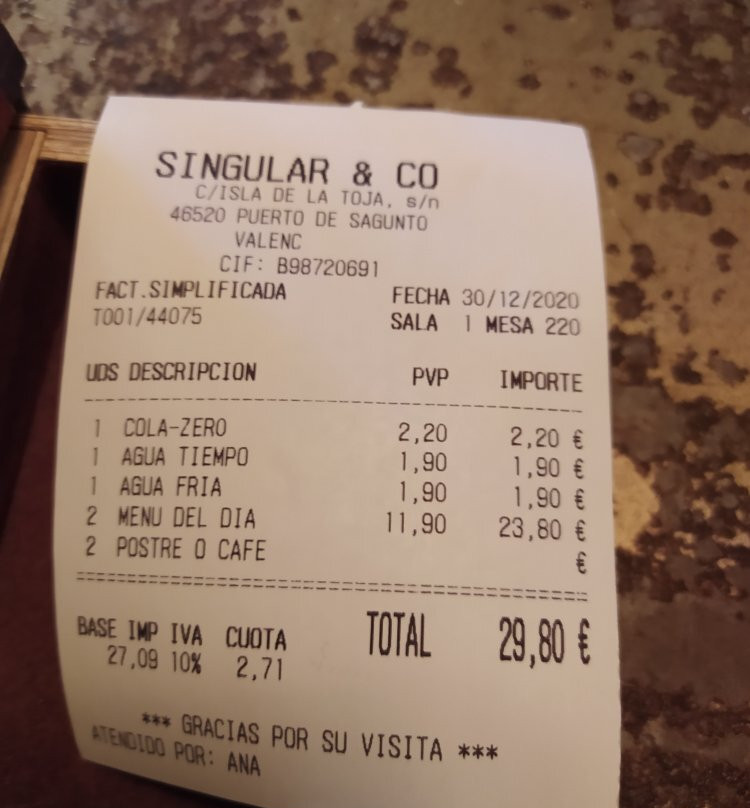 SINGULAR & CO
C/ISLA DE LA TOJA, s/n
46520 PUERTO DE SAGUNTO
VALENC
CIF: B98720691
FACT.SIMPLIFICADA FECHA 30/12/2020
T001/44075 SALA 1 MESA 220
UDS DESCRIPCION PVP IMPORTE
1 COLA-ZERO 2,20 2,20 €
1 AGUA TIEMPO 1,90 1,90 €
1 AGUA FRIA 1,90 1,90 €
2 MENU DEL DIA 11,90 23,80 €
2 POSTRE O CAFE €
BASE IMP IVA CUOTA TOTAL 29,80 €
27,09 10% 2,71
*** GRACIAS POR SU VISITA ***
ATENDIDO POR: ANA